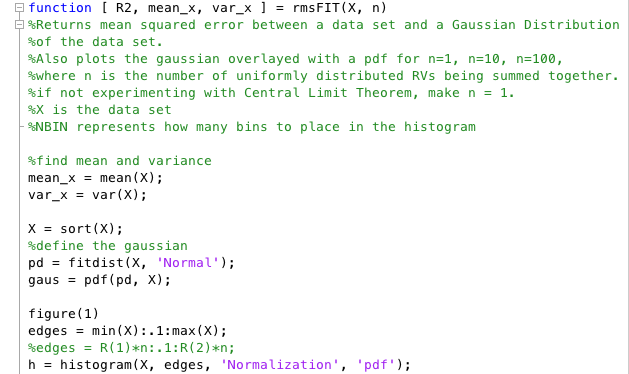 function [ R2, mean_x, var_x ] = rmsFIT(X, n)
%Returns mean squared error between a data set and a Gaussian Distribution
%of the data set.
%Also plots the gaussian overlayed with a pdf for n=1, n=10, n=100,
%where n is the number of uniformly distributed RVs being summed together.
%if not experimenting with Central Limit Theorem, make n = 1.
%X is the data set
%NBIN represents how many bins to place in the histogram
%find mean and variance
mean_x = mean(X);
var_x = var(X);
X = sort(X);
%define the gaussian
pd = fitdist(X, 'Normal');
gaus = pdf(pd, X);
figure(1)
edges = min(X):.1:max(X);
%edges = R(1)*n:.1:R(2)*n;
h = histogram(X, edges, 'Normalization', 'pdf');